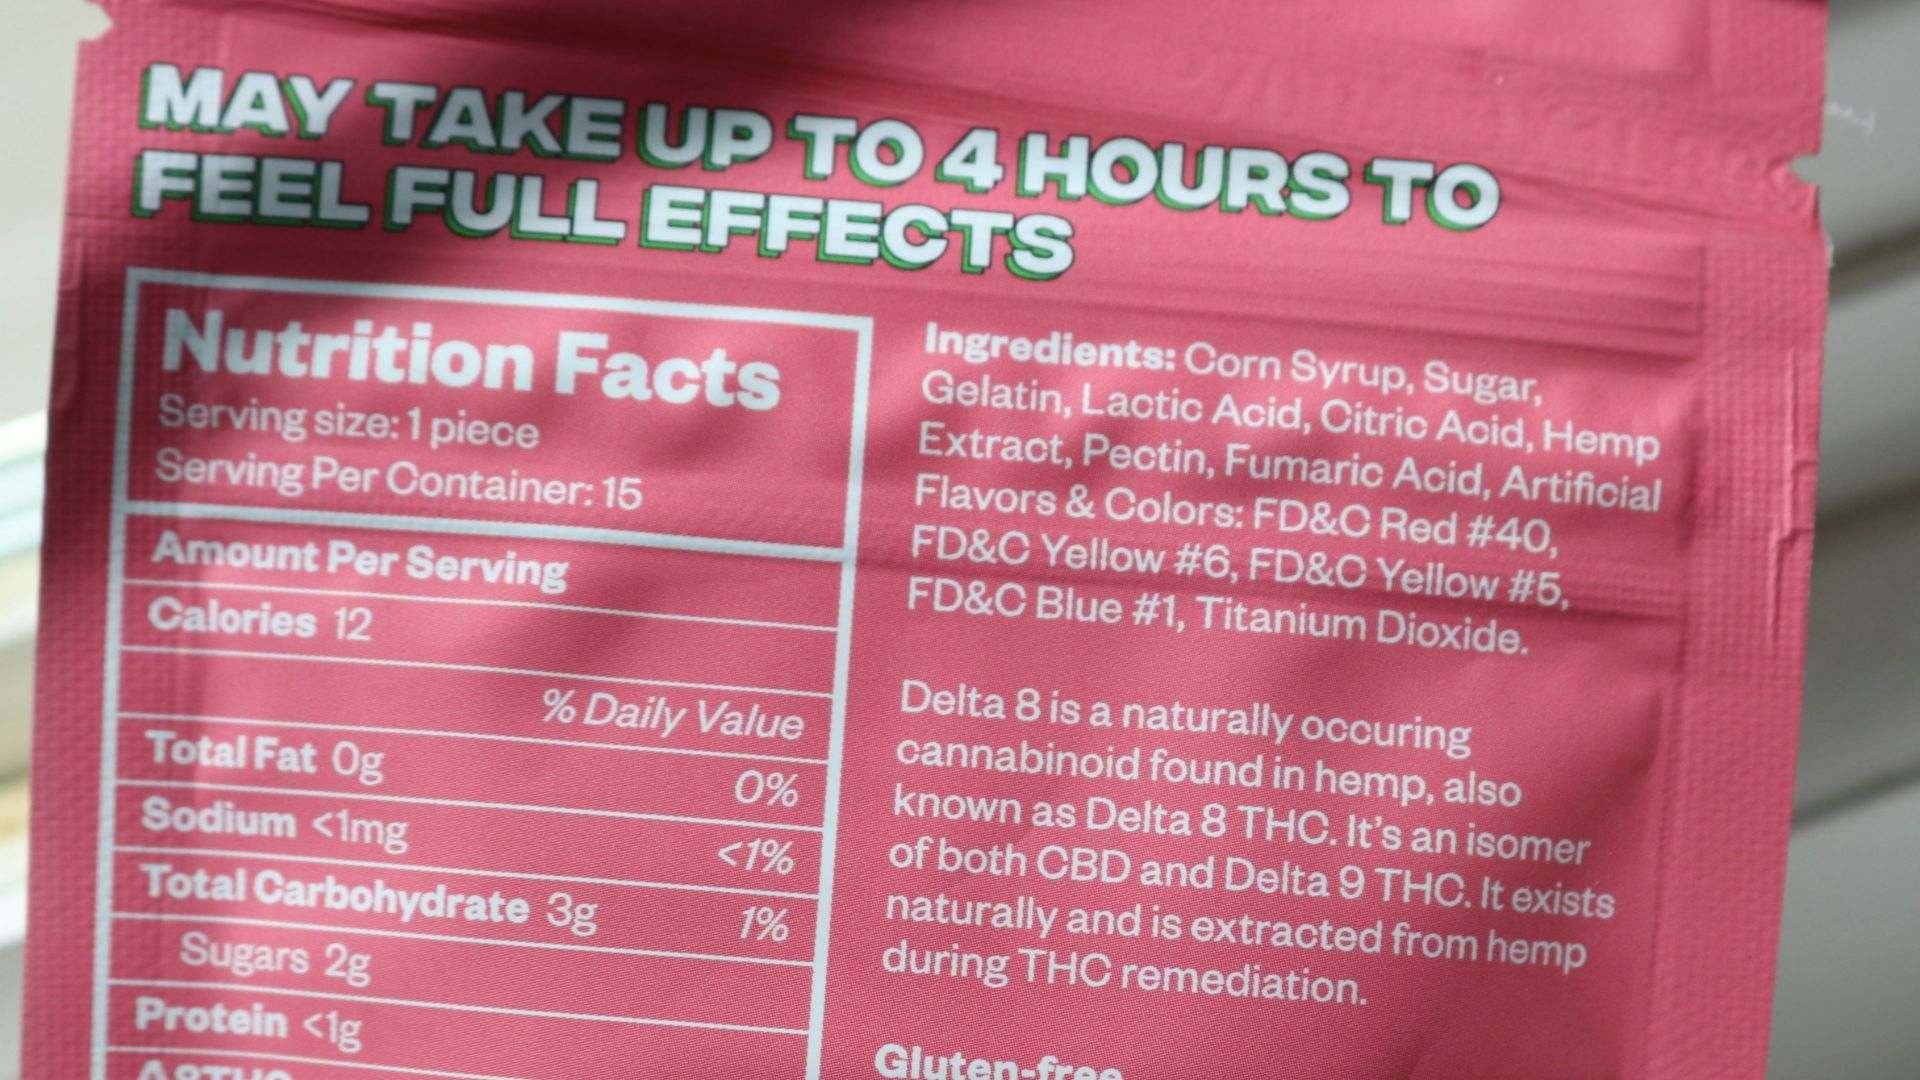 MAY TAKE UP TO 4 HOURS TO
FEEL FULL EFFECTS
Nutrition Facts
Serving size: 1 piece
Serving Per Container: 15
Amount Per Serving
Calories 12
% Daily Value
Total Fat 0g 0%
Sodium <1mg <1%
Total Carbohydrate 3g 1%
Sugars 2g
Protein <1g
Ingredients: Corn Syrup, Sugar,
Gelatin, Lactic Acid, Citric Acid, Hemp
Extract, Pectin, Fumaric Acid, Artificial
Flavors & Colors: FD&C Red #40,
FD&C Yellow #6, FD&C Yellow #5,
FD&C Blue #1, Titanium Dioxide.
Delta 8 is a naturally occuring
cannabinoid found in hemp, also
known as Delta 8 THC. It's an isomer
of both CBD and Delta 9 THC. It exists
naturally and is extracted from hemp
during THC remediation.
Gluten-free